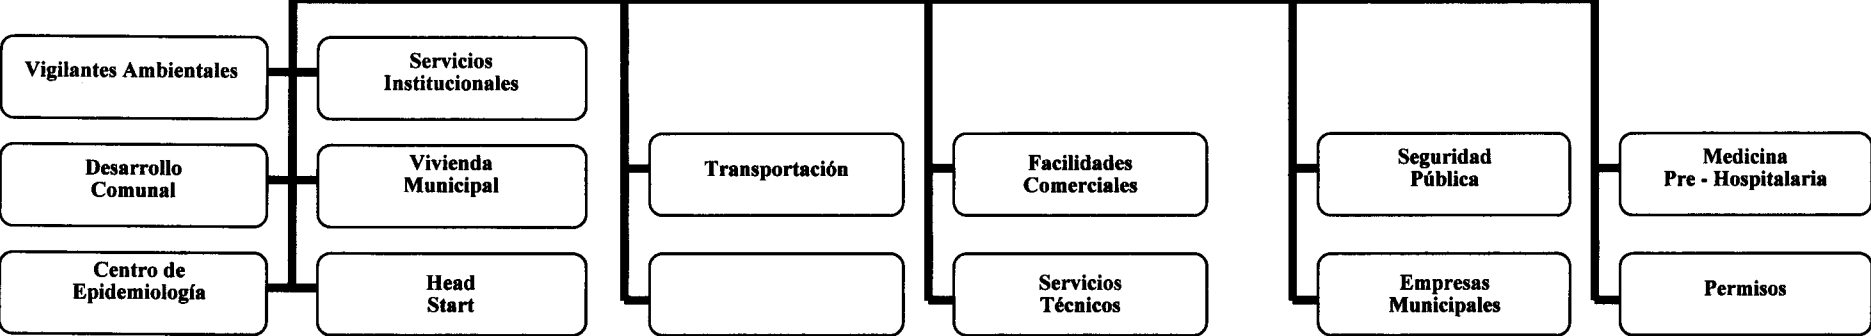 Vigilantes Ambientales
Servicios
Institucionales
Desarrollo
Comunal
Vivienda
Municipal
Transportación
Facilidades
Comerciales
Seguridad
Pública
Medicina
Pre - Hospitalaria
Centro de
Epidemiología
Head
Start
Servicios
Técnicos
Empresas
Municipales
Permisos